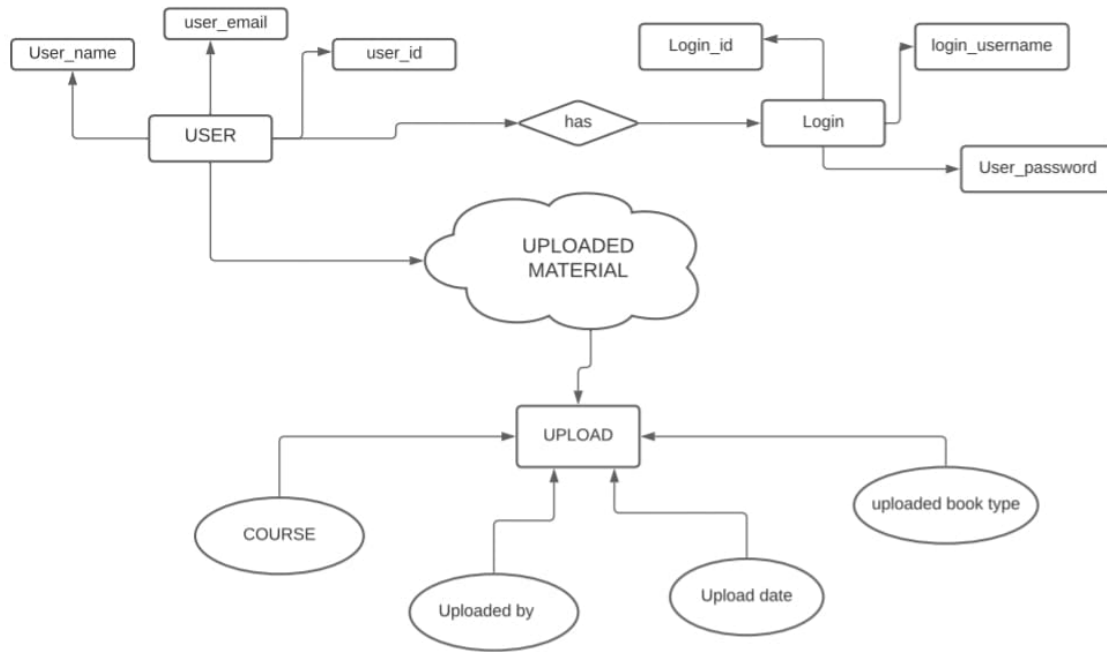 user_email
User_name
user_id
Login_id
login_username
USER
has
Login
User_password
UPLOADED
MATERIAL
UPLOAD
COURSE
uploaded book type
Uploaded by
Upload date